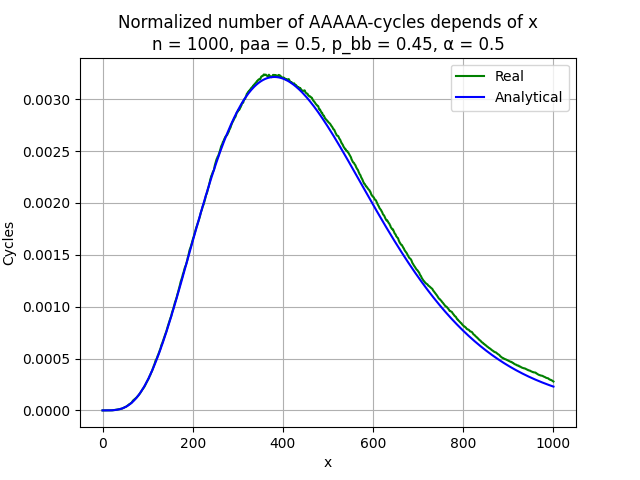 Normalized number of AAAAA-cycles depends of x
n = 1000, paa = 0.5, p_bb = 0.45, α = 0.5
Real
Analytical
0.0030
0.0025
0.0020
0.0015
0.0010
0.0005
0.0000
Cycles
0 200 400 600 800 1000
x